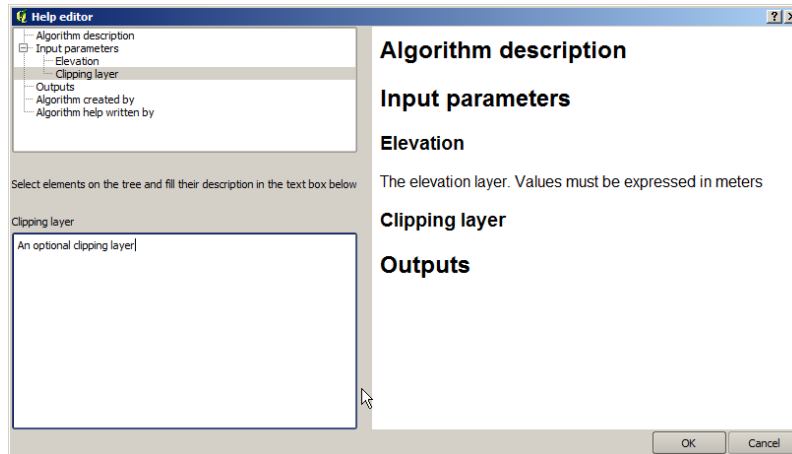 Help editor
Algorithm description
Input parameters
Elevation
Clipping layer
Outputs
Algorithm created by
Algorithm help written by
Select elements on the tree and fill their description in the text box below
Clipping layer
An optional clipping layer
Algorithm description
Input parameters
Elevation
The elevation layer. Values must be expressed in meters
Clipping layer
Outputs
OK
Cancel